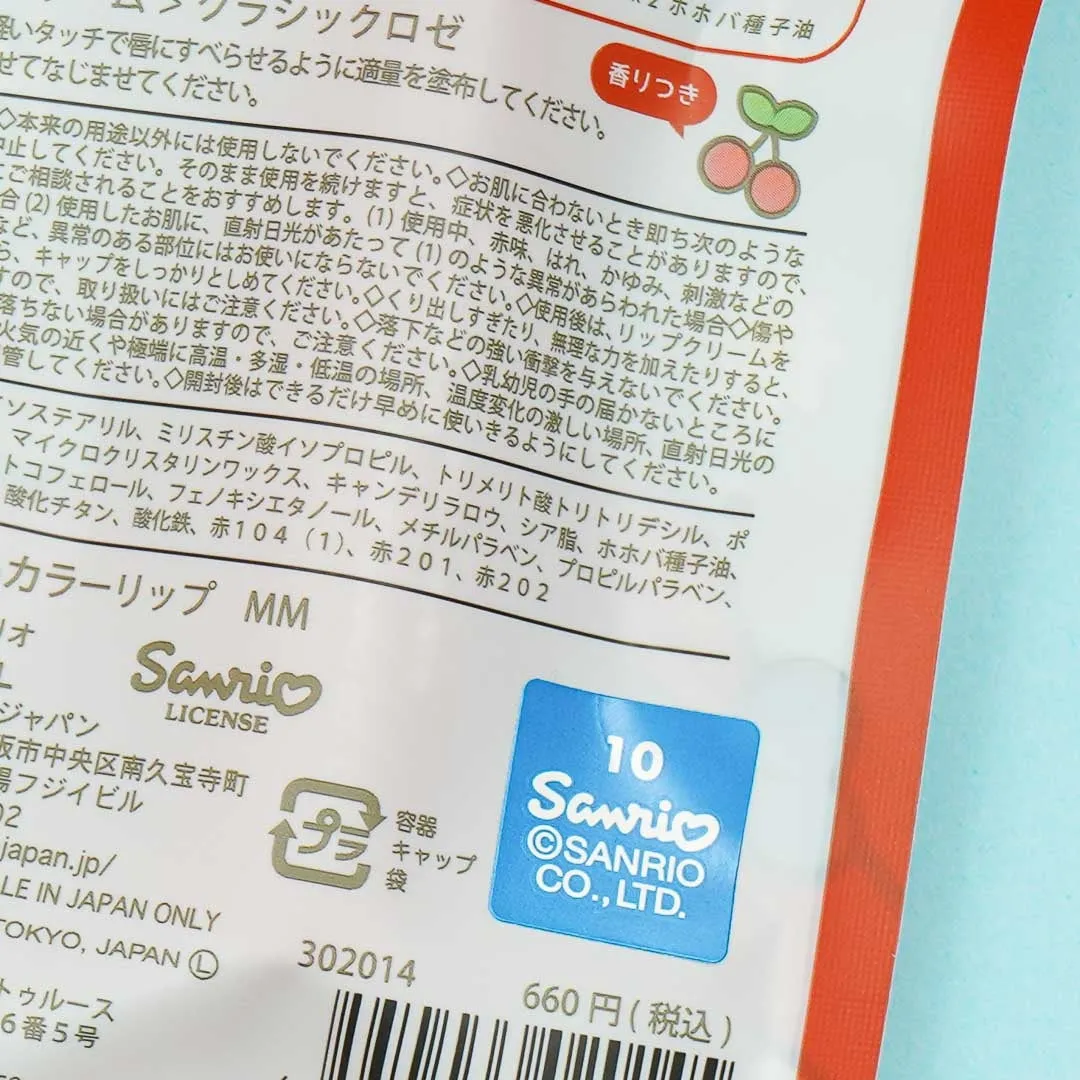 ム>クラシックロゼ
*2 ホホバ種子油
軽いタッチで唇にすべらせるように適量を塗布してください。
せてなじませてください。
香りつき
◇本来の用途以外には使用しないでください。◇お肌に合わないとき即ち次のような
中止してください。そのまま使用を続けますと、症状を悪化させることがありますので、
ご相談されることをおすすめします。(1) 使用中、赤味、はれ、かゆみ、刺激などの
合 (2) 使用したお肌に、直射日光があたって (1) のような異常があらわれた場合◇傷や
など、異常のある部位にはお使いにならないでください。◇使用後は、リップクリームを
ら、キャップをしっかりとしめてください。◇くり出しすぎたり、無理な力を加えたりすると、
すので、取り扱いにはご注意ください。◇落下などの強い衝撃を与えないでください。
落ちない場合がありますので、ご注意ください。◇乳幼児の手の届かないところに
火気の近くや極端に高温・多湿・低温の場所、温度変化の激しい場所、直射日光の
管してください。◇開封後はできるだけ早めに使いきるようにしてください。
イソステアリル、ミリスチン酸イソプロピル、トリメリト酸トリトリデシル、ポ
マイクロクリスタリンワックス、キャンデリラロウ、シア脂、ホホバ種子油、
トコフェロール、フェノキシエタノール、メチルパラベン、プロピルパラベン、
酸化チタン、酸化鉄、赤104（1）、赤201、赤202
カラーリップ MM
リオ
L
Sanrio
LICENSE
ジャパン
阪市中央区南久宝寺町
場フジイビル
02
japan.jp/
LE IN JAPAN ONLY
TOKYO, JAPAN Ⓛ
トゥルース
6番5号
プラ
容器
キャップ
袋
10
Sanrio
©SANRIO
CO., LTD.
302014
660 円 ( 税込 )